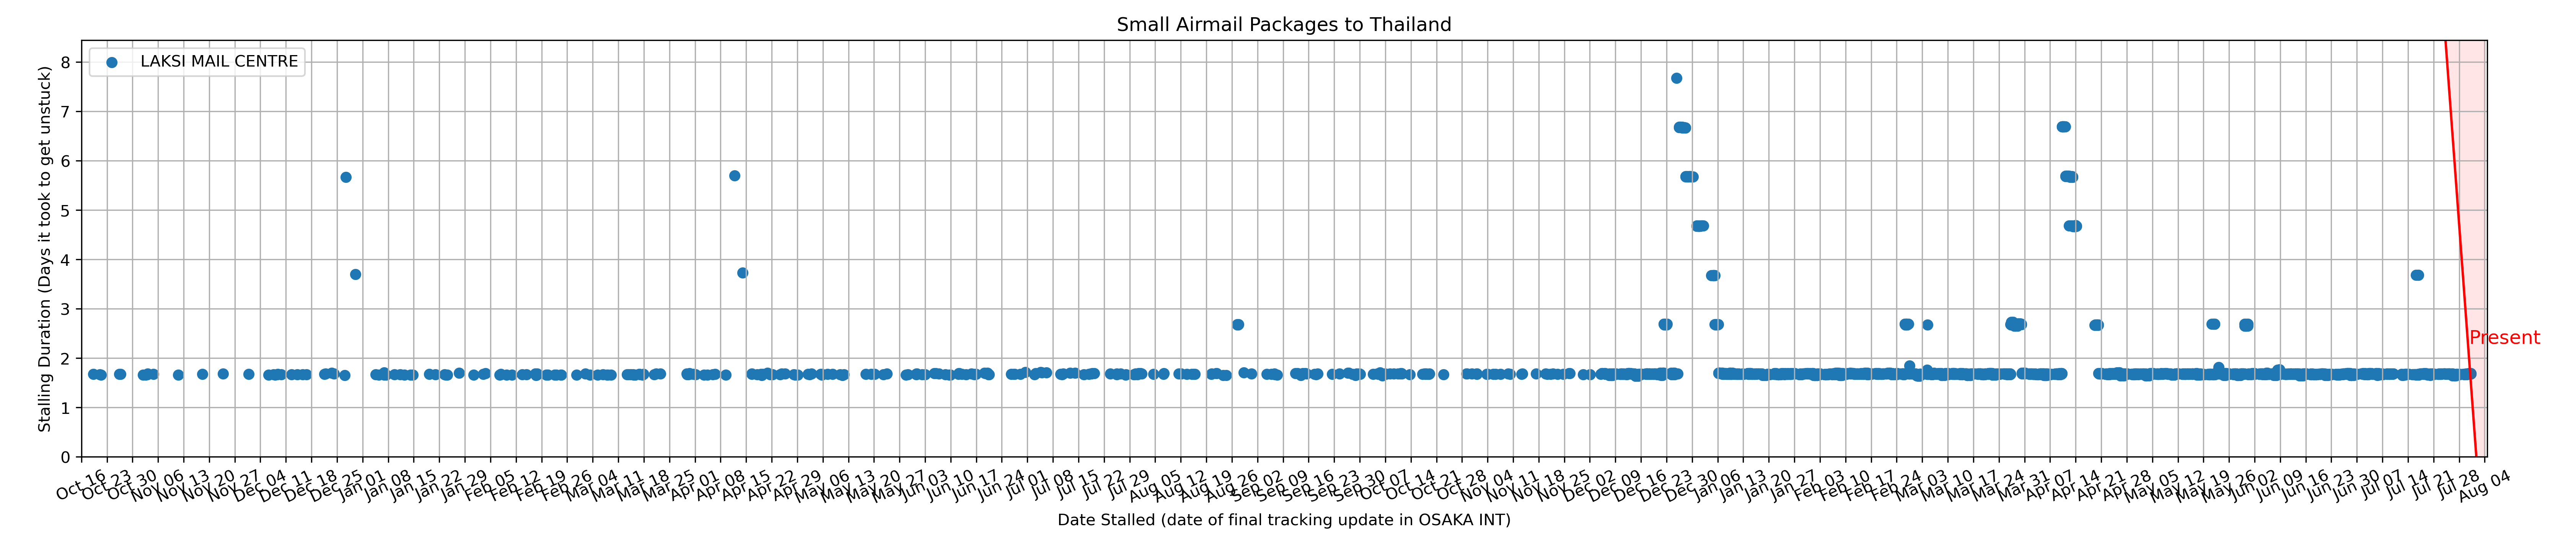 Small Airmail Packages to Thailand
LAKSI MAIL CENTRE
Stalling Duration (Days it took to get unstuck)
8
7
6
5
4
3
2
1
0
Present
Oct 16 Oct 23 Oct 30 Nov 06 Nov 13 Nov 20 Nov 27 Dec 04 Dec 11 Dec 18 Dec 25 Jan 01 Jan 08 Jan 15 Jan 22 Jan 29 Feb 05 Feb 12 Feb 19 Feb 26 Mar 04 Mar 11 Mar 18 Mar 25 Apr 01 Apr 08 Apr 15 Apr 22 Apr 29 May 06 May 13 May 20 May 27 Jun 03 Jun 10 Jun 17 Jun 24 Jul 01 Jul 08 Jul 15 Jul 22 Jul 29 Aug 05 Aug 12 Aug 19 Aug 26 Sep 02 Sep 09 Sep 16 Sep 23 Sep 30 Oct 07 Oct 14 Oct 21 Oct 28 Nov 04 Nov 11 Nov 18 Nov 25 Dec 02 Dec 09 Dec 16 Dec 23 Dec 30 Jan 06 Jan 13 Jan 20 Jan 27 Feb 03 Feb 10 Feb 17 Feb 24 Mar 03 Mar 10 Mar 17 Mar 24 Mar 31 Apr 07 Apr 14 Apr 21 Apr 28 May 05 May 12 May 19 May 26 Jun 02 Jun 09 Jun 16 Jun 23 Jun 30 Jul 07 Jul 14 Jul 21 Jul 28 Aug 04
Date Stalled (date of final tracking update in OSAKA INT)